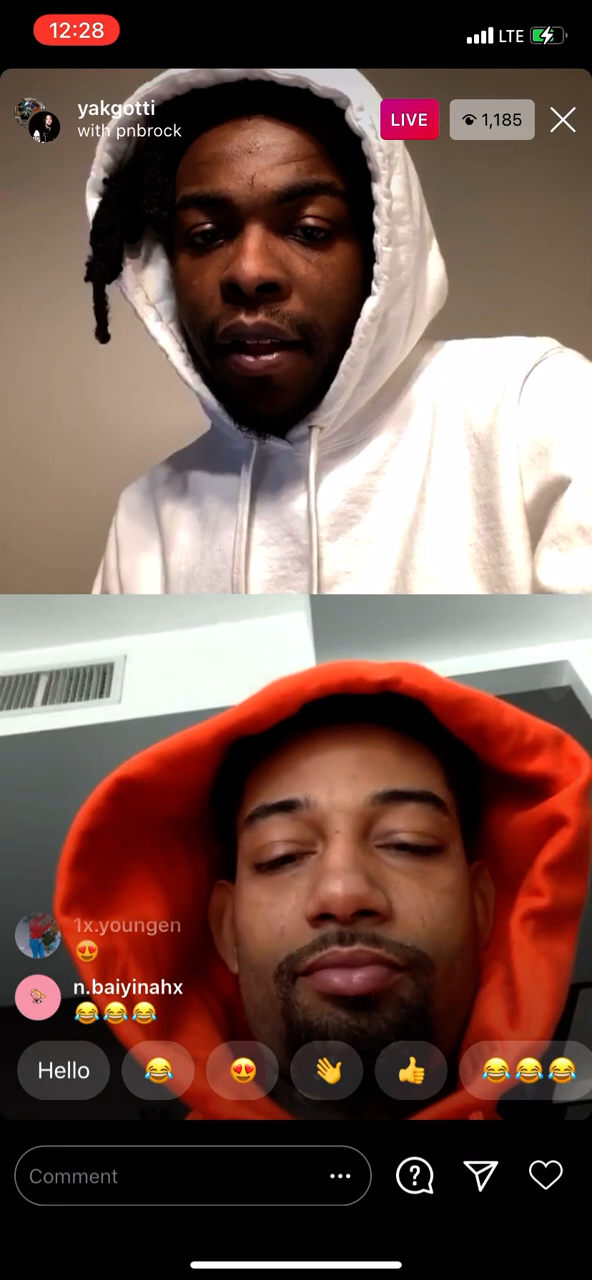 12:28
LTE
yakgotti
with pnbrock
LIVE
1,185
1x.youngen
😍
n.baiyinahx
😂😂😂
Hello 😂 😍 👋 👍 😂😂😂
Comment